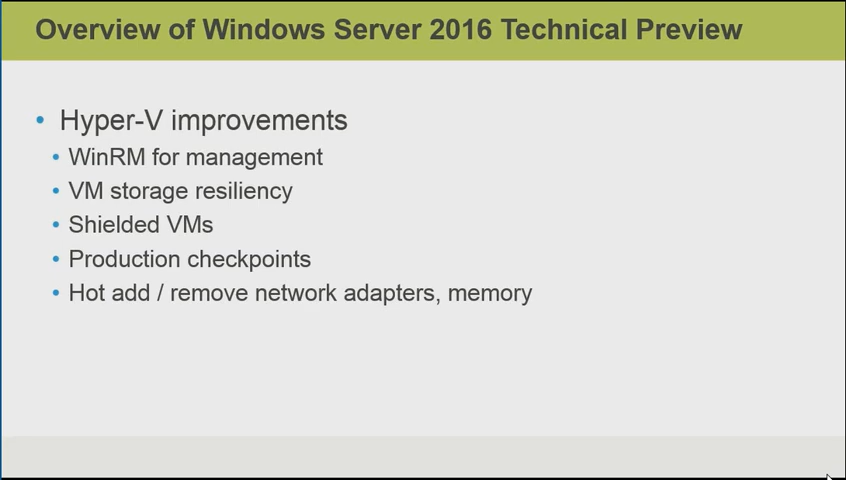 Overview of Windows Server 2016 Technical Preview
• Hyper-V improvements
• WinRM for management
• VM storage resiliency
• Shielded VMs
• Production checkpoints
• Hot add / remove network adapters, memory